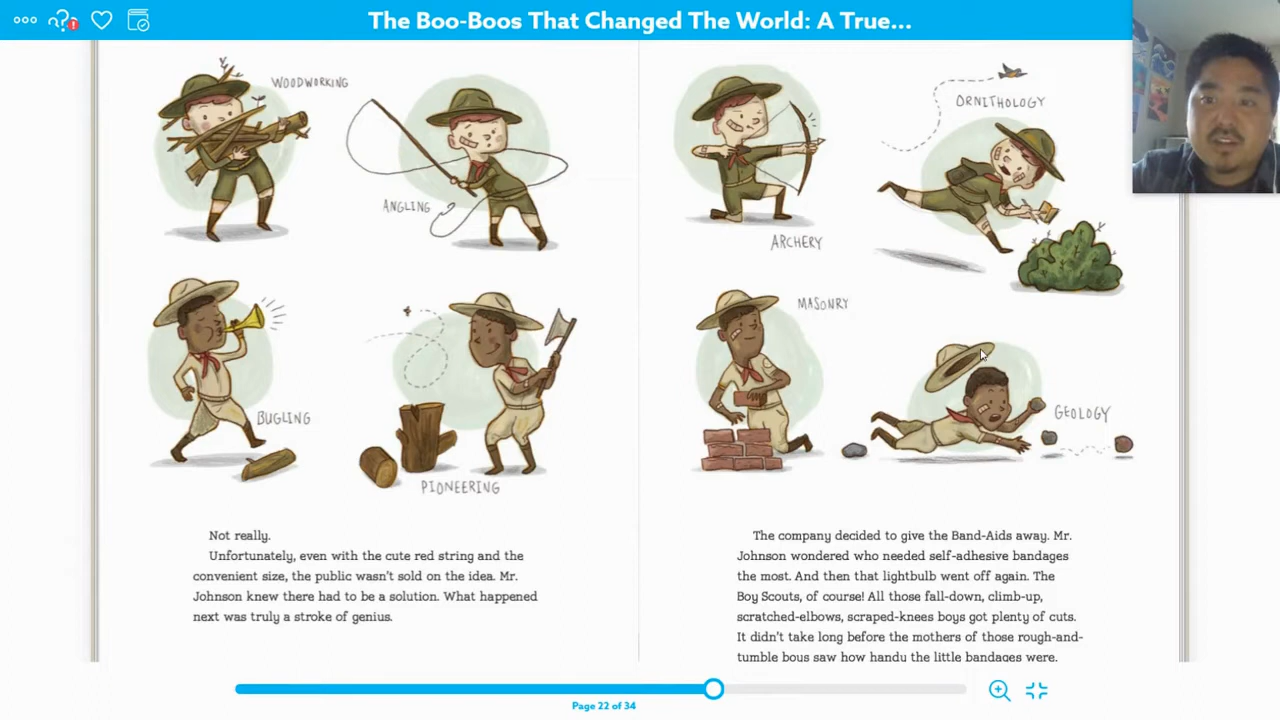 The Boo-Boos That Changed The World: A True...
WOODWORKING
ANGLING
BUGLING
PIONEERING
Not really.
Unfortunately, even with the cute red string and the
convenient size, the public wasn't sold on the idea. Mr.
Johnson knew there had to be a solution. What happened
next was truly a stroke of genius.
ARCHERY
ORNITHOLOGY
MASONRY
GEOLOGY
The company decided to give the Band-Aids away. Mr.
Johnson wondered who needed self-adhesive bandages
the most. And then that lightbulb went off again. The
Boy Scouts, of course! All those fall-down, climb-up,
scratched-elbows, scraped-knees boys got plenty of cuts.
It didn't take long before the mothers of those rough-and-
tumble boys saw how handy the little bandages were.
Page 22 of 34